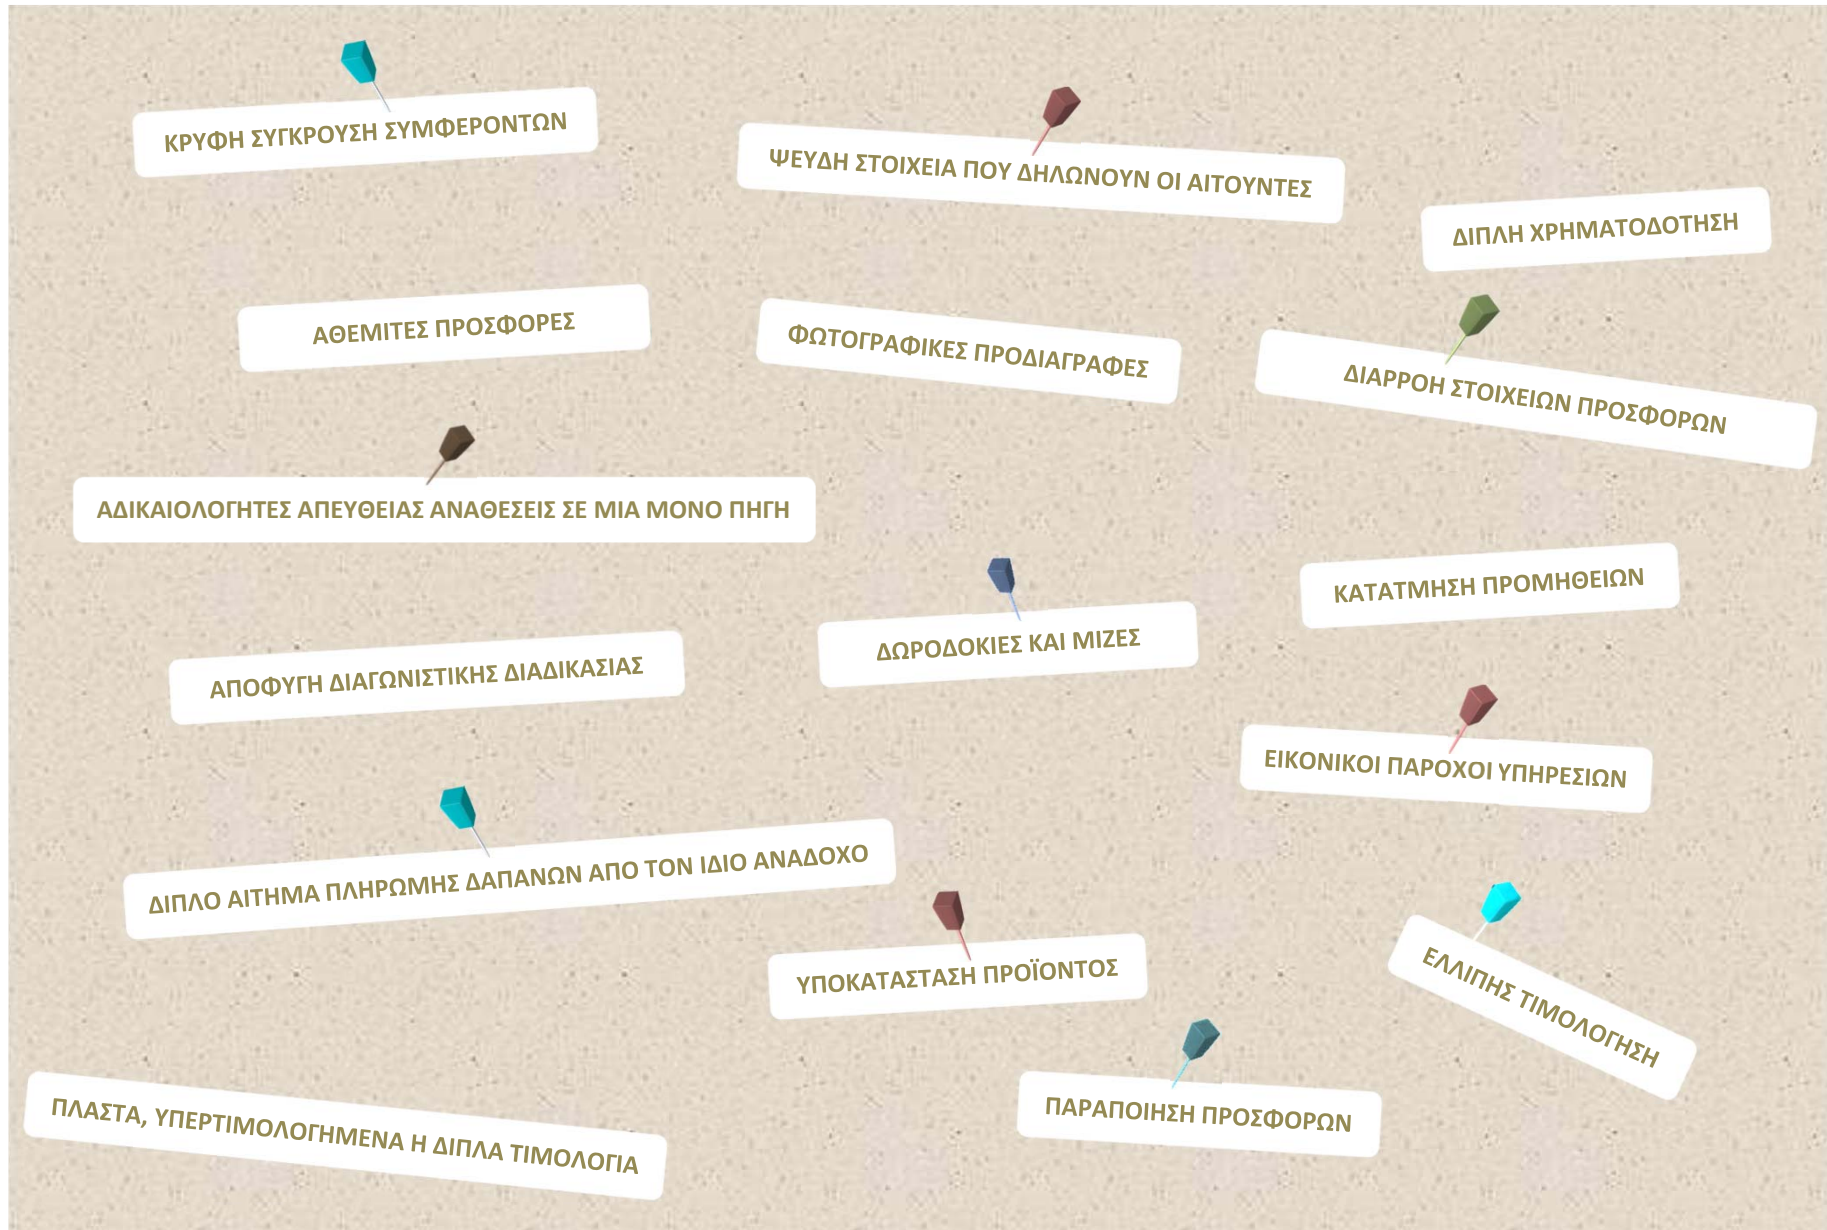 ΚΡΥΦΗ ΣΥΓΚΡΟΥΣΗ ΣΥΜΦΕΡΟΝΤΩΝ
ΨΕΥΔΗ ΣΤΟΙΧΕΙΑ ΠΟΥ ΔΗΛΩΝΟΥΝ ΟΙ ΑΙΤΟΥΝΤΕΣ
ΔΙΠΛΗ ΧΡΗΜΑΤΟΔΟΤΗΣΗ
ΑΘΕΜΙΤΕΣ ΠΡΟΣΦΟΡΕΣ
ΦΩΤΟΓΡΑΦΙΚΕΣ ΠΡΟΔΙΑΓΡΑΦΕΣ
ΔΙΑΡΡΟΗ ΣΤΟΙΧΕΙΩΝ ΠΡΟΣΦΟΡΩΝ
ΑΔΙΚΑΙΟΛΟΓΗΤΕΣ ΑΠΕΥΘΕΙΑΣ ΑΝΑΘΕΣΕΙΣ ΣΕ ΜΙΑ ΜΟΝΟ ΠΗΓΗ
ΚΑΤΑΤΜΗΣΗ ΠΡΟΜΗΘΕΙΩΝ
ΔΩΡΟΔΟΚΙΕΣ ΚΑΙ ΜΙΖΕΣ
ΑΠΟΦΥΓΗ ΔΙΑΓΩΝΙΣΤΙΚΗΣ ΔΙΑΔΙΚΑΣΙΑΣ
ΕΙΚΟΝΙΚΟΙ ΠΑΡΟΧΟΙ ΥΠΗΡΕΣΙΩΝ
ΔΙΠΛΟ ΑΙΤΗΜΑ ΠΛΗΡΩΜΗΣ ΔΑΠΑΝΩΝ ΑΠΟ ΤΟΝ ΙΔΙΟ ΑΝΑΔΟΧΟ
ΥΠΟΚΑΤΑΣΤΑΣΗ ΠΡΟΪΟΝΤΟΣ
ΕΛΛΙΠΗΣ ΤΙΜΟΛΟΓΗΣΗ
ΠΑΡΑΠΟΙΗΣΗ ΠΡΟΣΦΟΡΩΝ
ΠΛΑΣΤΑ, ΥΠΕΡΤΙΜΟΛΟΓΗΜΕΝΑ Η ΔΙΠΛΑ ΤΙΜΟΛΟΓΙΑ